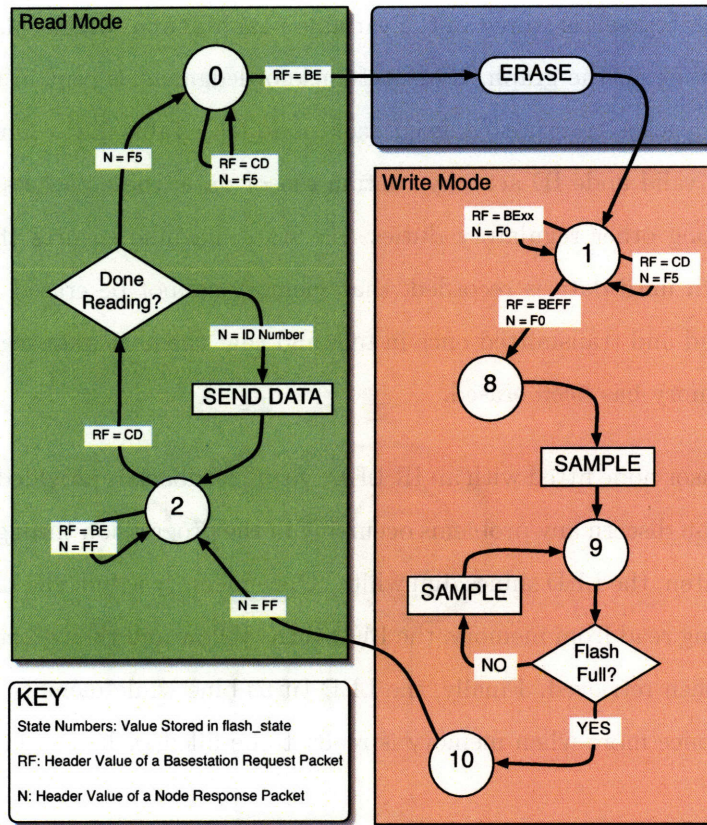 Read Mode
0
RF = BE
ERASE
N = F5
RF = CD
N = F5
Write Mode
RF = BExx
N = F0
1
RF = CD
N = F5
Done
Reading?
RF = BEFF
N = F0
N = ID Number
8
SEND DATA
RF = CD
SAMPLE
2
RF = BE
N = FF
9
SAMPLE
N = FF
NO
Flash
Full?
YES
10
KEY
State Numbers: Value Stored in flash_state
RF: Header Value of a Basestation Request Packet
N: Header Value of a Node Response Packet